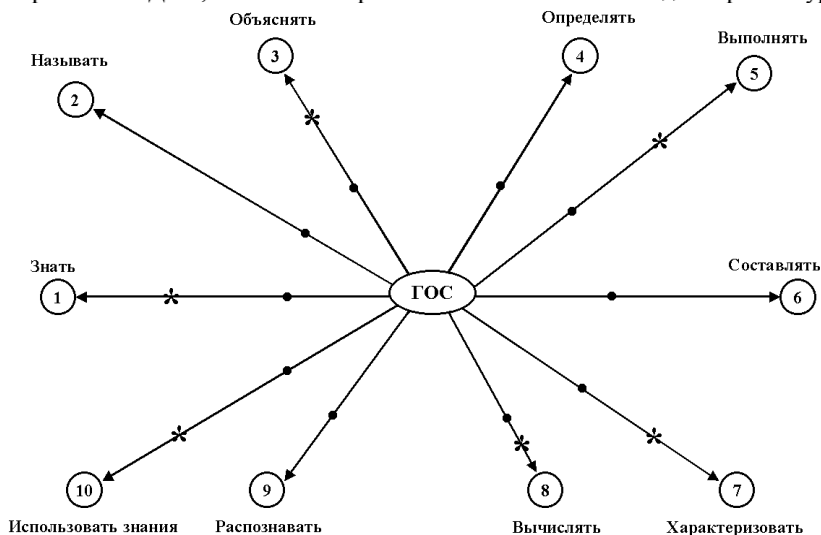 Объяснять
3
Определять
4
Выполнять
5
Называть
2
Знать
1
ГОС
Составлять
6
10
Использовать знания
9
Распознавать
8
Вычислять
7
Характеризовать